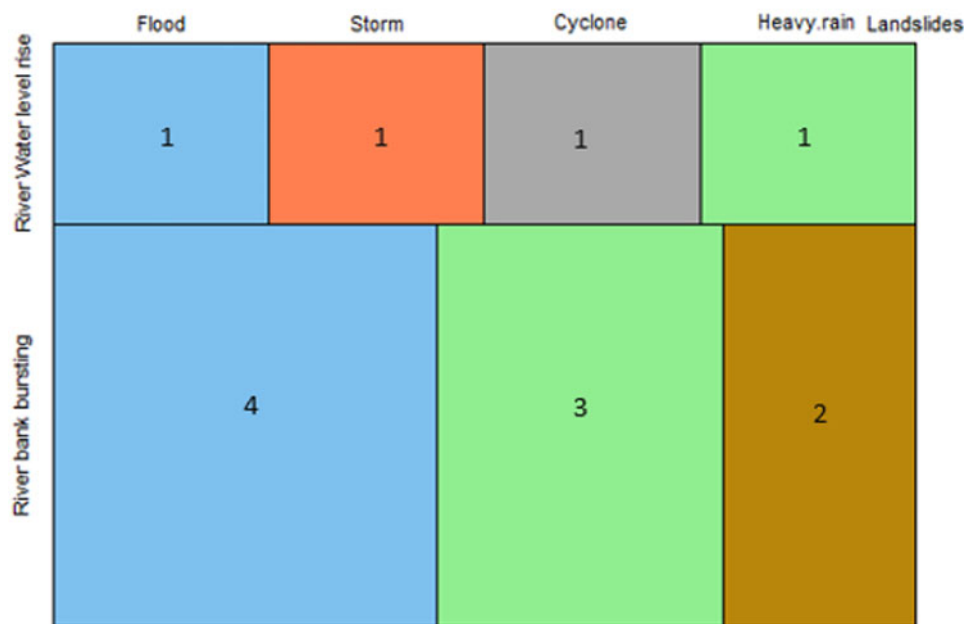 Flood Storm Cyclone Heavy.rain Landslides
River Water level rise
1 1 1 1
River bank bursting
4 3 2